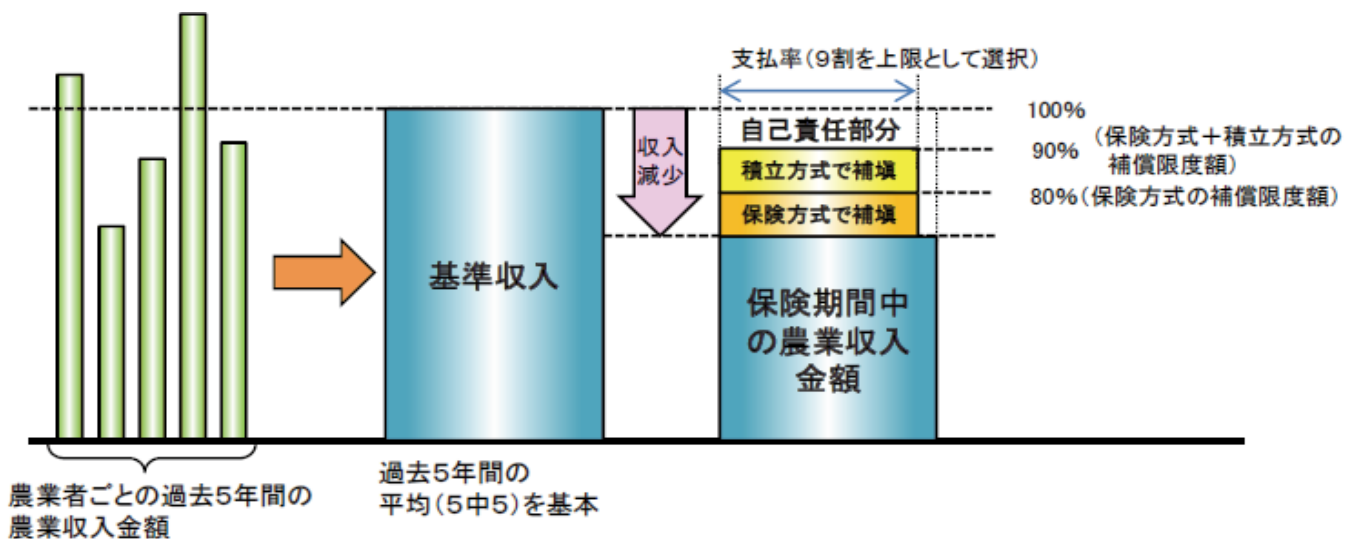 支払率(9割を上限として選択)
100%
自己責任部分
90%
(保険方式+積立方式の
補償限度額)
収入
減少
積立方式で補塡
80%(保険方式の補償限度額)
保険方式で補塡
基準収入
保険期間中
の農業収入
金額
過去5年間の
平均(5中5)を基本
農業者ごとの過去5年間の
農業収入金額